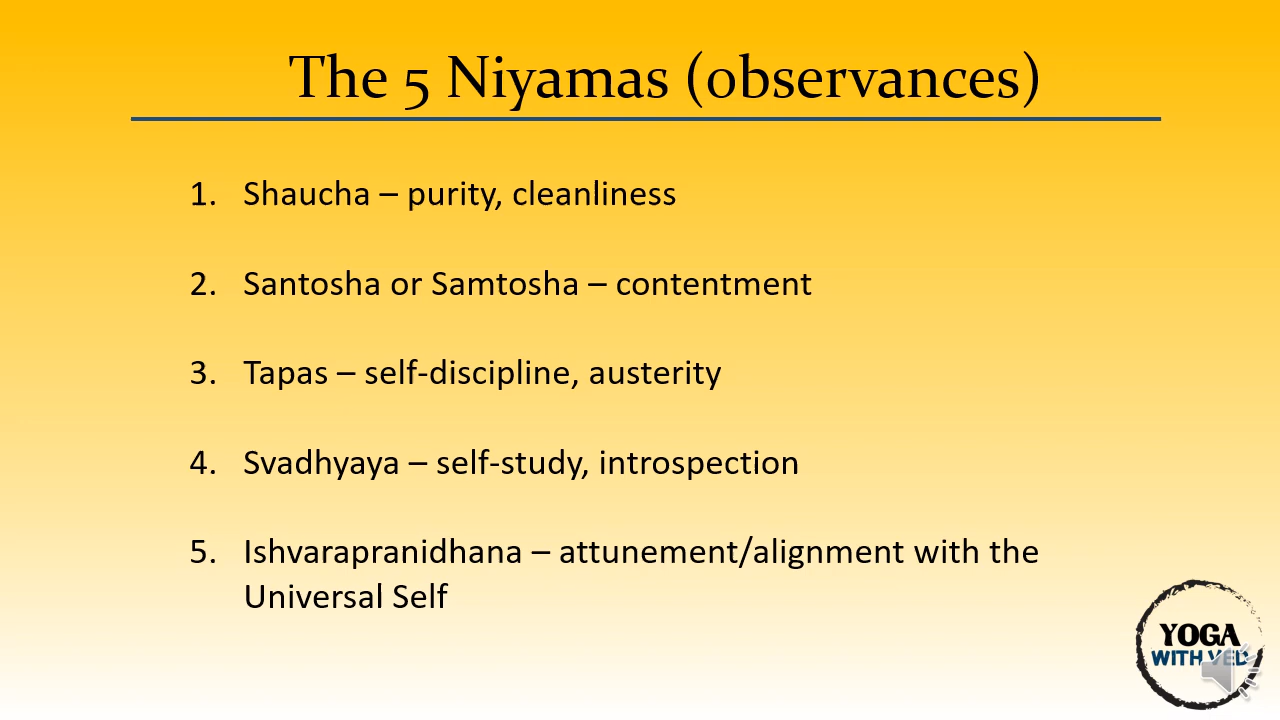 The 5 Niyamas (observances)
1. Shaucha – purity, cleanliness
2. Santosha or Samtosha – contentment
3. Tapas – self-discipline, austerity
4. Svadhyaya – self-study, introspection
5. Ishvarapranidhana – attunement/alignment with the
Universal Self
YOGA
WITH VED